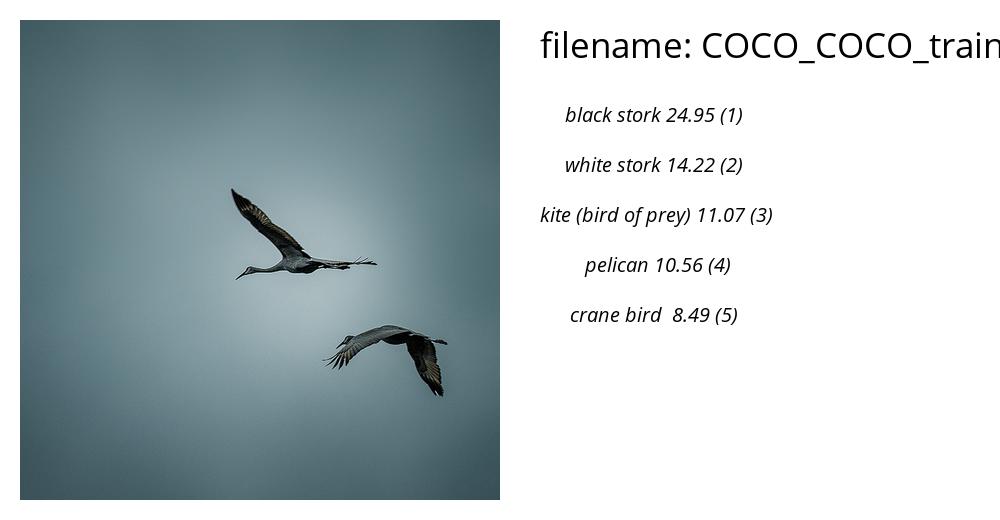 filename: COCO_COCO_train
black stork 24.95 (1)
white stork 14.22 (2)
kite (bird of prey) 11.07 (3)
pelican 10.56 (4)
crane bird  8.49 (5)